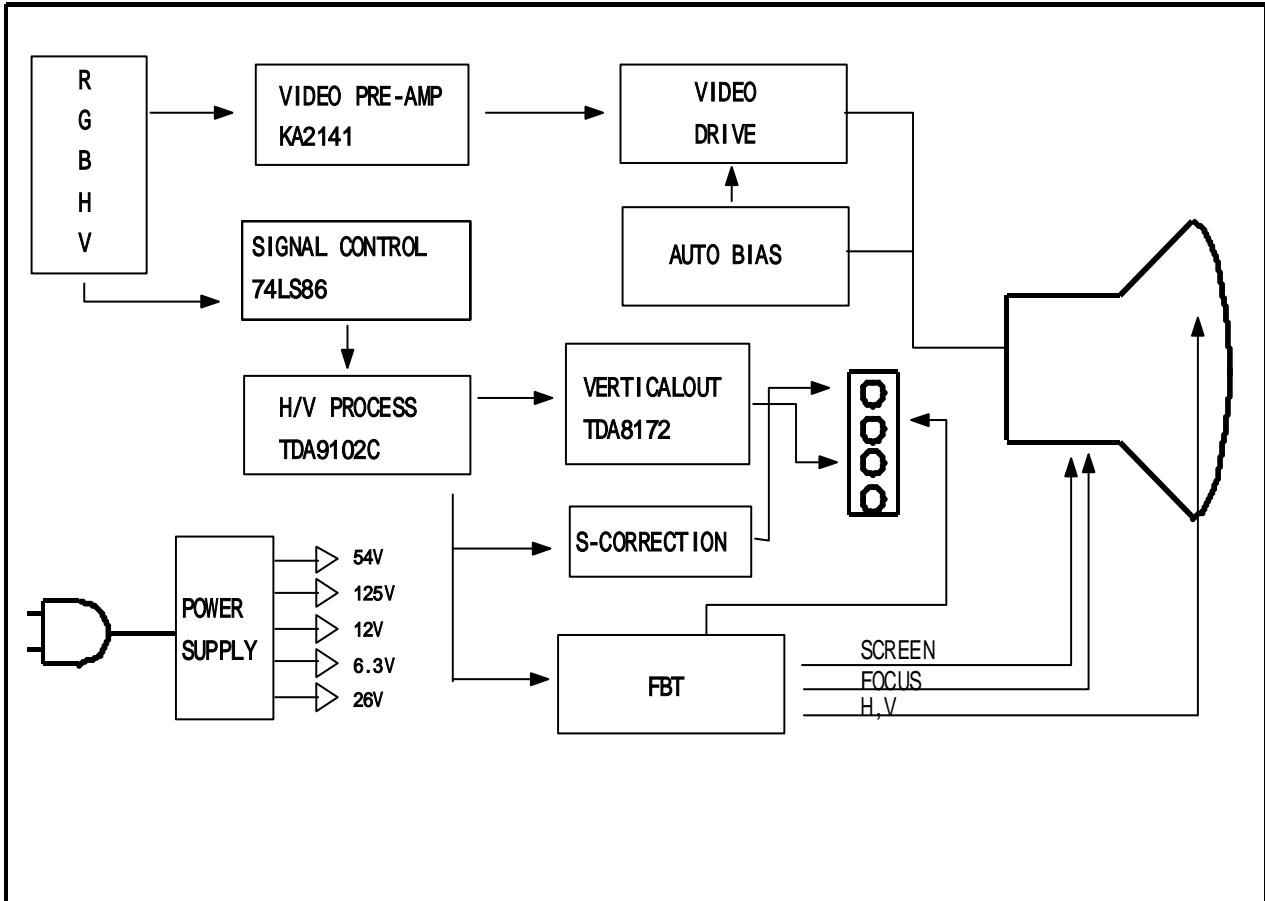 R
G
B
H
V
VIDEO PRE-AMP
KA2141
VIDEO
DRIVE
SIGNAL CONTROL
74LS86
AUTO BIAS
H/V PROCESS
TDA9102C
VERTICALOUT
TDA8172
S-CORRECTION
POWER
SUPPLY
54V
125V
12V
6.3V
26V
FBT
SCREEN
FOCUS
H,V